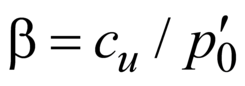 β = c_u / p′_0